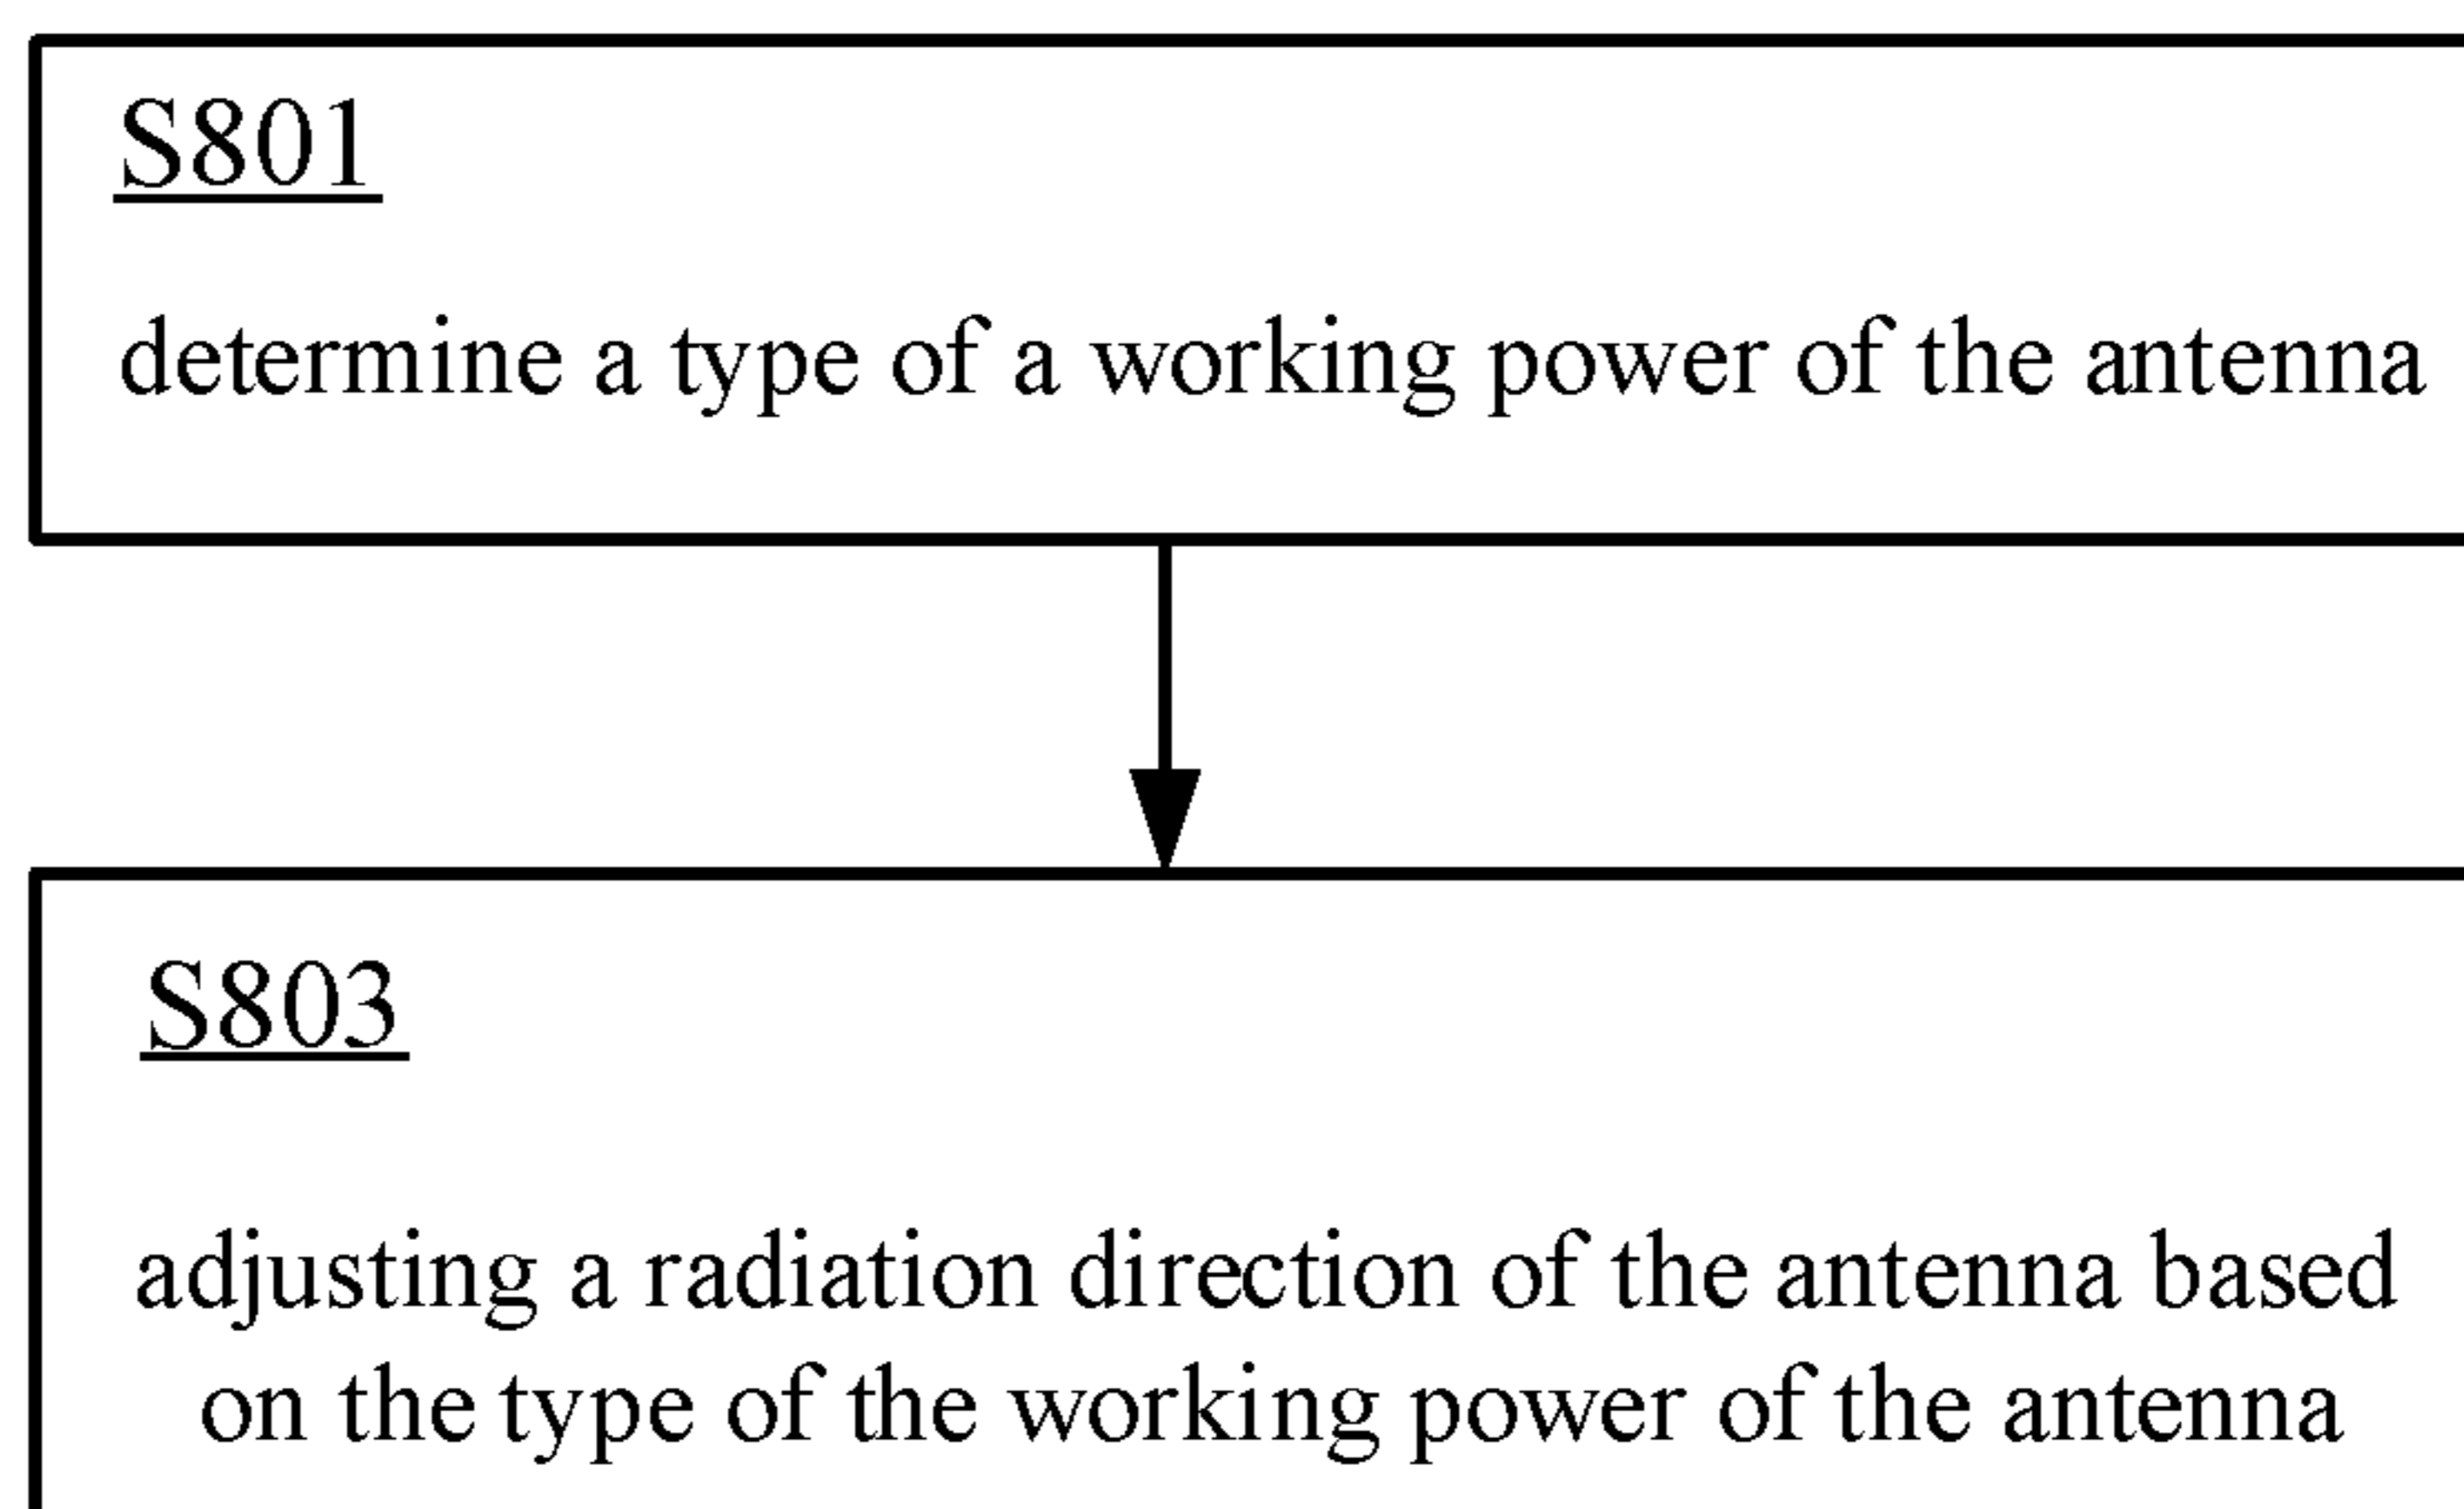 S801
determine a type of a working power of the antenna
S803
adjusting a radiation direction of the antenna based
on the type of the working power of the antenna